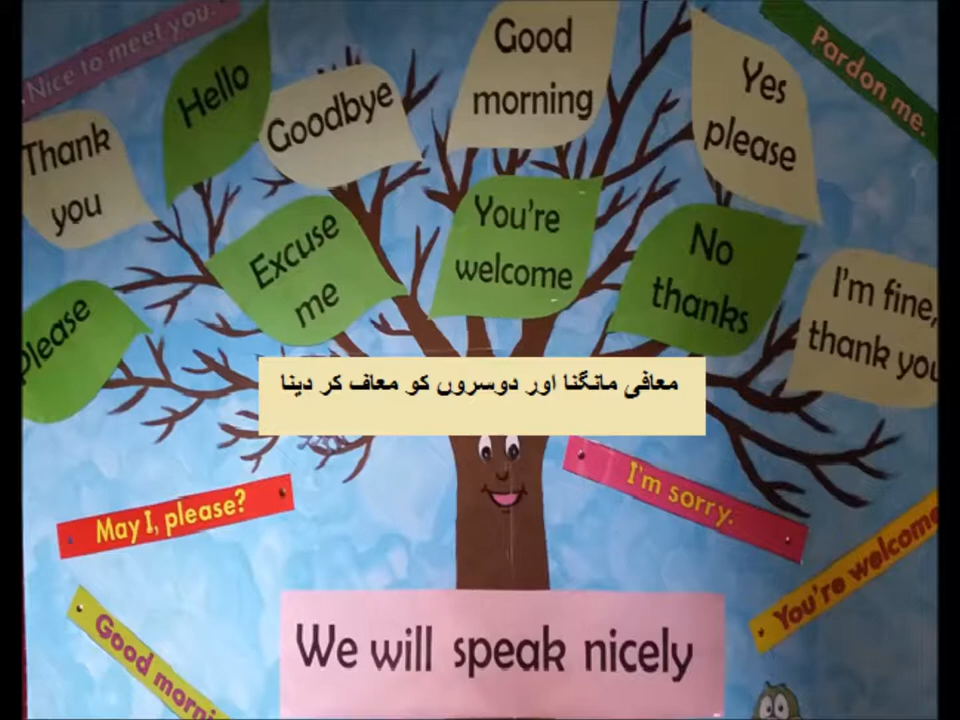 Nice to meet you.
Hello
Goodbye
Good
morning
Yes
please
Pardon me.
Thank
you
Excuse
me
You're
welcome
No
thanks
I'm fine,
thank you
Please
معافی مانگنا اور دوسروں کو معاف کر دینا
May I, please?
I'm sorry.
You're welcome
Good morni
We will speak nicely